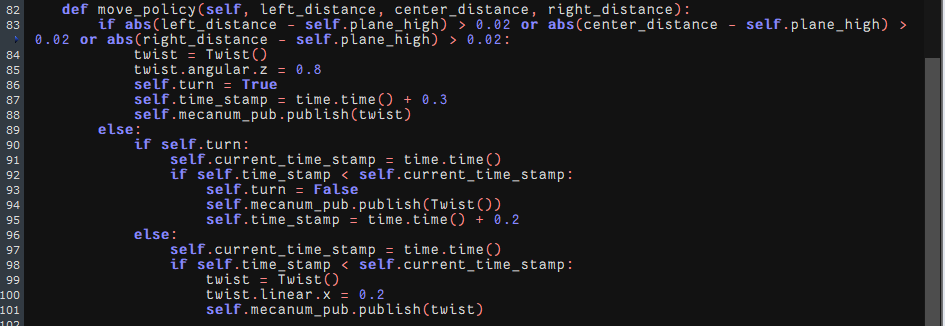 82 def move_policy(self, left_distance, center_distance, right_distance):
83 if abs(left_distance - self.plane_high) > 0.02 or abs(center_distance - self.plane_high) >
0.02 or abs(right_distance - self.plane_high) > 0.02:
84 twist = Twist()
85 twist.angular.z = 0.8
86 self.turn = True
87 self.time_stamp = time.time() + 0.3
88 self.mecanum_pub.publish(twist)
89 else:
90 if self.turn:
91 self.current_time_stamp = time.time()
92 if self.time_stamp < self.current_time_stamp:
93 self.turn = False
94 self.mecanum_pub.publish(Twist())
95 self.time_stamp = time.time() + 0.2
96 else:
97 self.current_time_stamp = time.time()
98 if self.time_stamp < self.current_time_stamp:
99 twist = Twist()
100 twist.linear.x = 0.2
101 self.mecanum_pub.publish(twist)
102